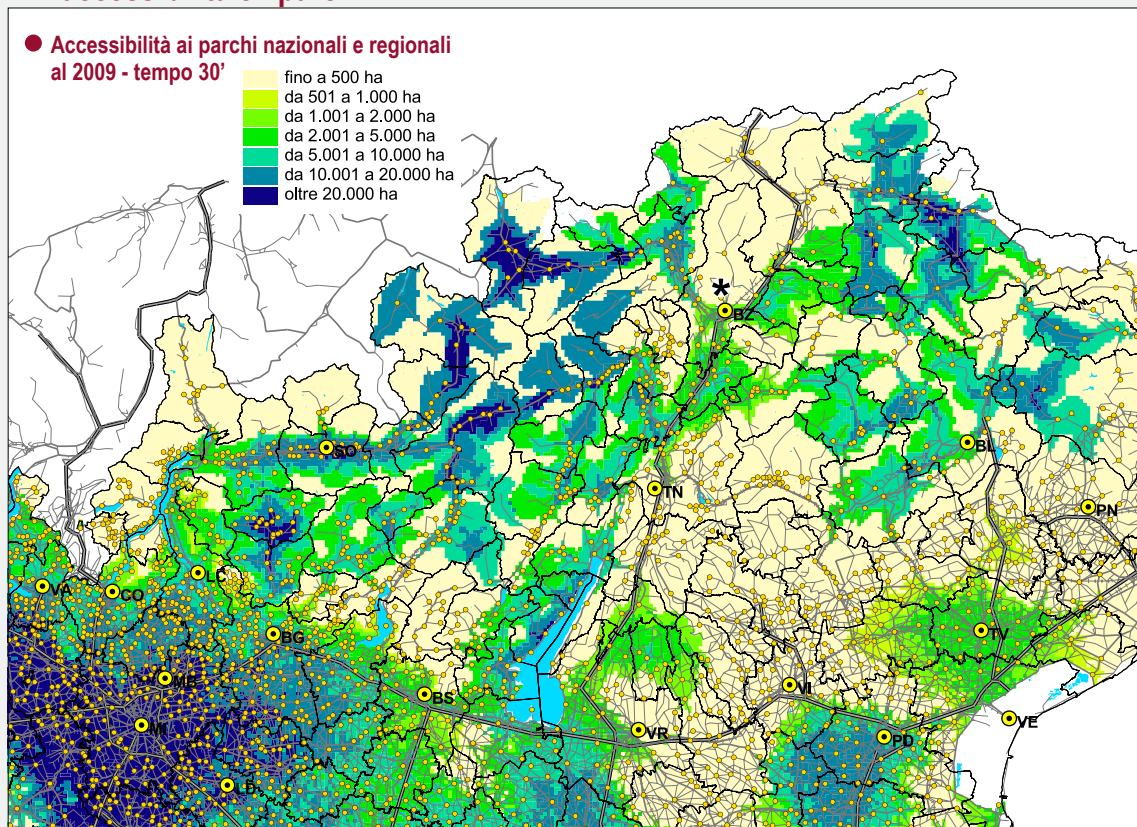 ● Accessibilità ai parchi nazionali e regionali
al 2009 - tempo 30’
fino a 500 ha
da 501 a 1.000 ha
da 1.001 a 2.000 ha
da 2.001 a 5.000 ha
da 5.001 a 10.000 ha
da 10.001 a 20.000 ha
oltre 20.000 ha
*
BZ
SO
BL
TN
PN
LC
VA
CO
BG
TV
MB
VI
BS
VE
MI
VR
PD
LO